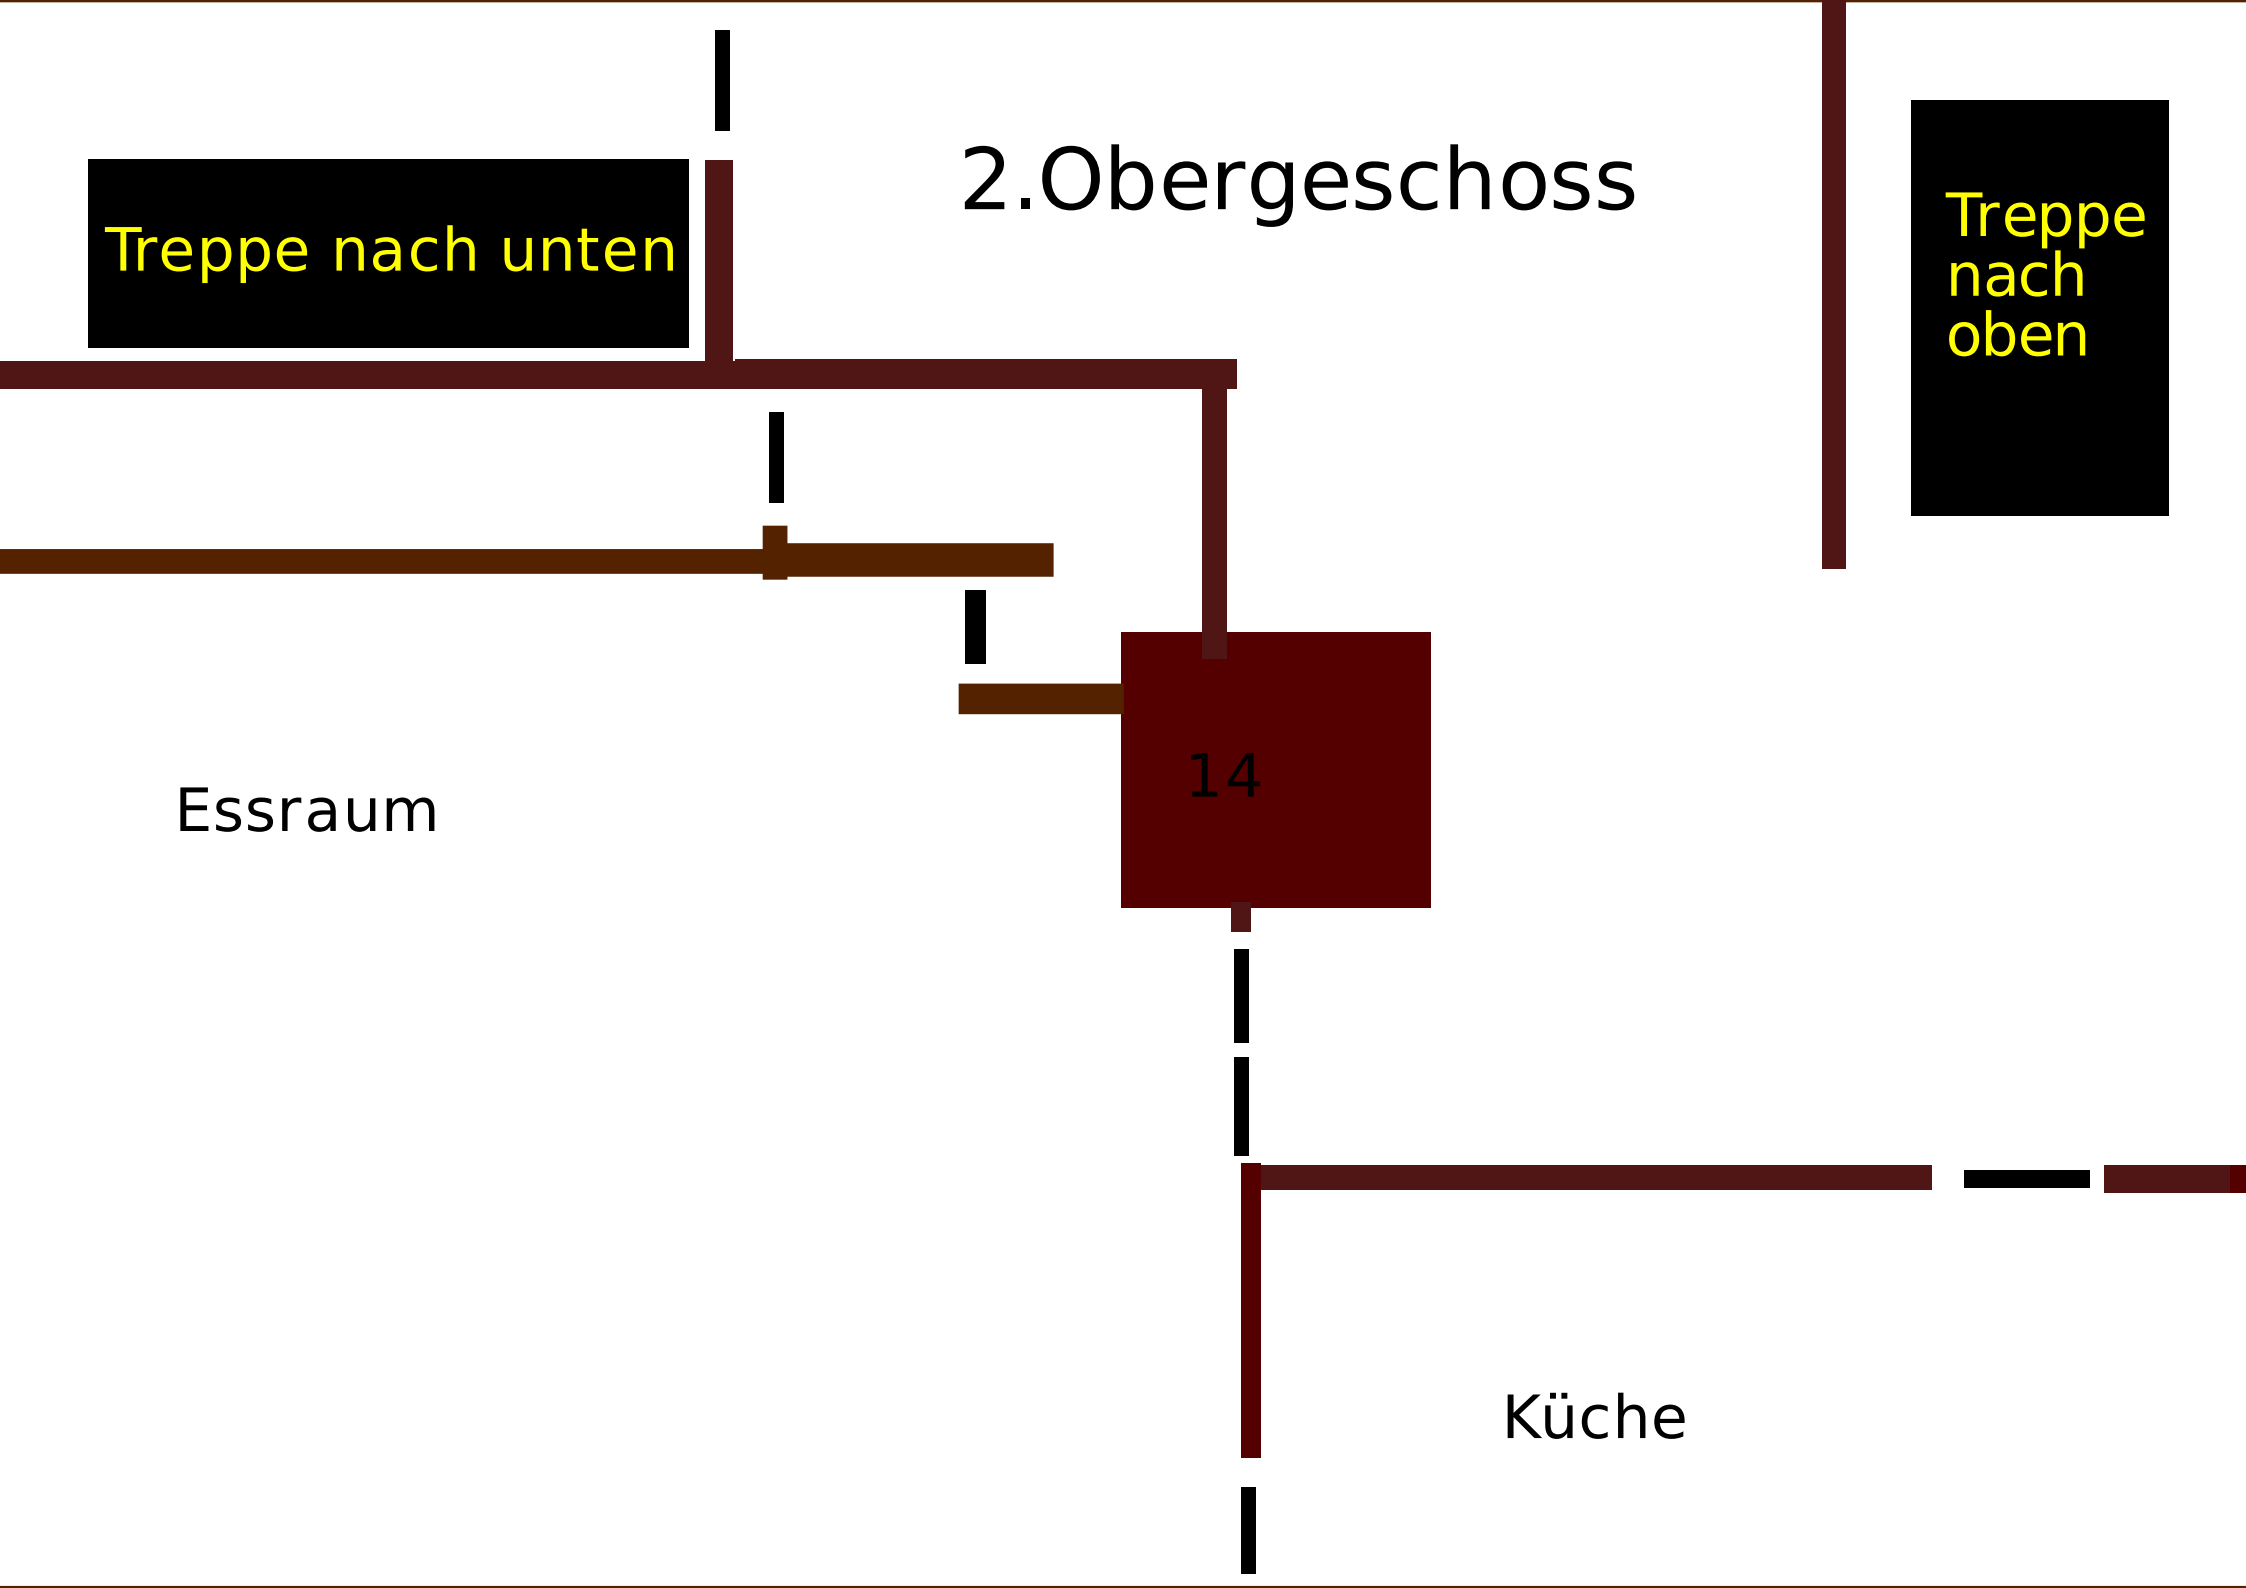 2.Obergeschoss
Treppe nach unten
Treppe
nach
oben
14
Essraum
Küche